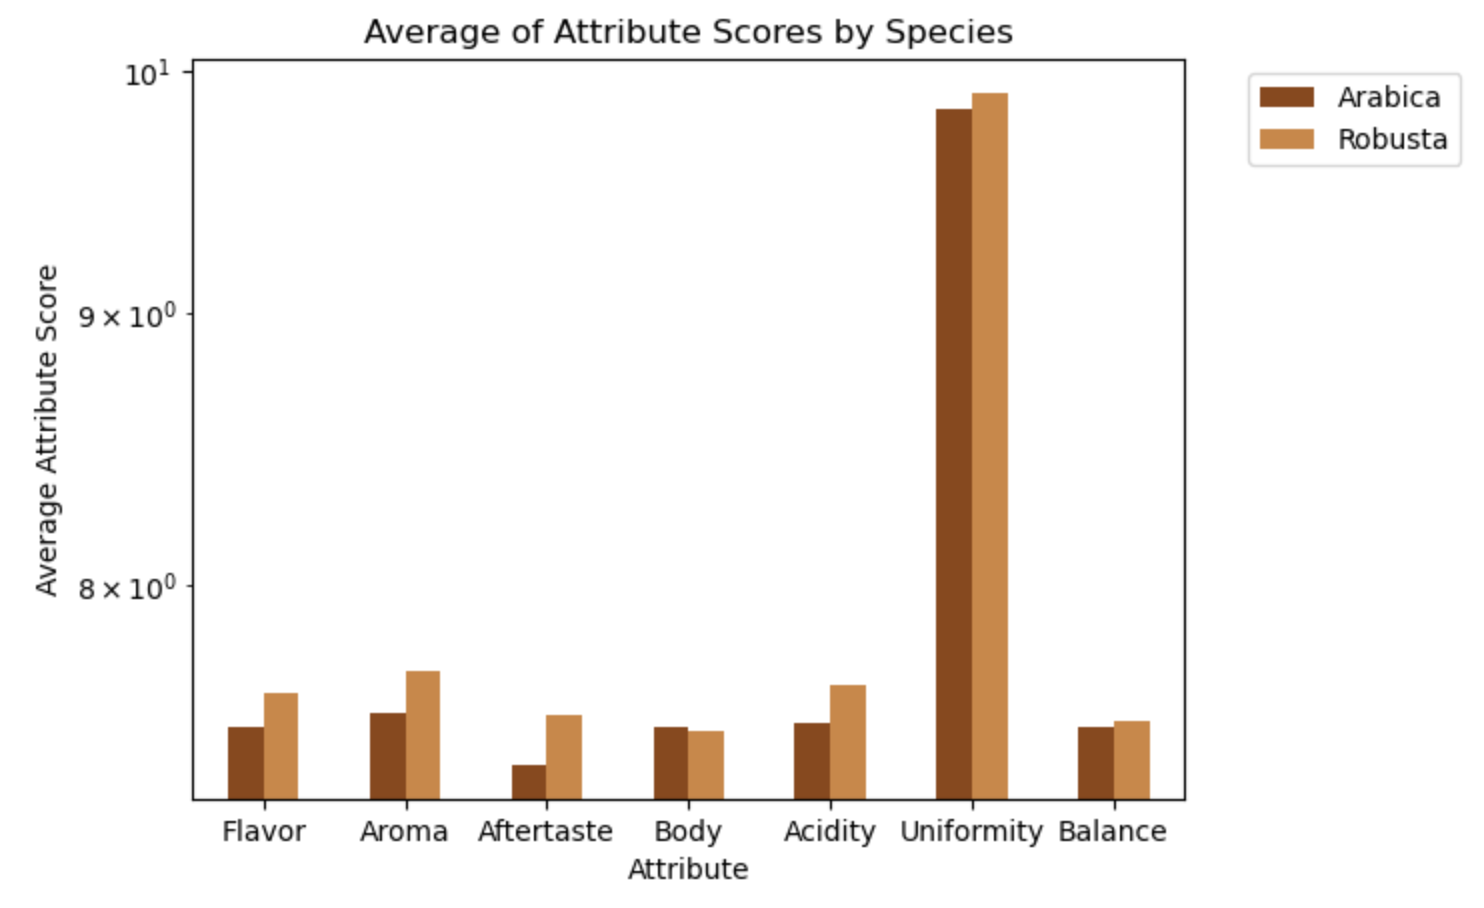 Average of Attribute Scores by Species
10¹
9 × 10⁰
8 × 10⁰
Average Attribute Score
Flavor Aroma Aftertaste Body Acidity Uniformity Balance
Attribute
Arabica
Robusta